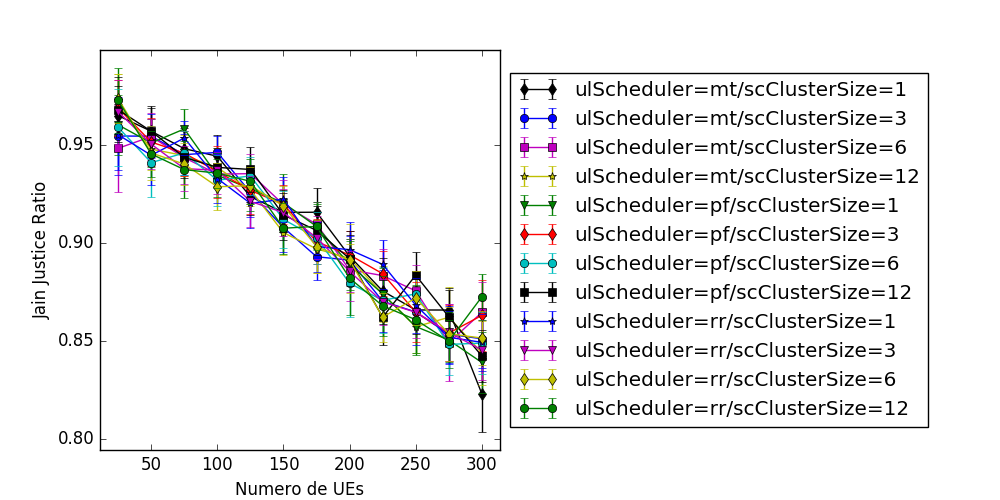 0.95
0.90
0.85
0.80
Jain Justice Ratio
50 100 150 200 250 300
Numero de UEs
ulScheduler=mt/scClusterSize=1
ulScheduler=mt/scClusterSize=3
ulScheduler=mt/scClusterSize=6
ulScheduler=mt/scClusterSize=12
ulScheduler=pf/scClusterSize=1
ulScheduler=pf/scClusterSize=3
ulScheduler=pf/scClusterSize=6
ulScheduler=pf/scClusterSize=12
ulScheduler=rr/scClusterSize=1
ulScheduler=rr/scClusterSize=3
ulScheduler=rr/scClusterSize=6
ulScheduler=rr/scClusterSize=12